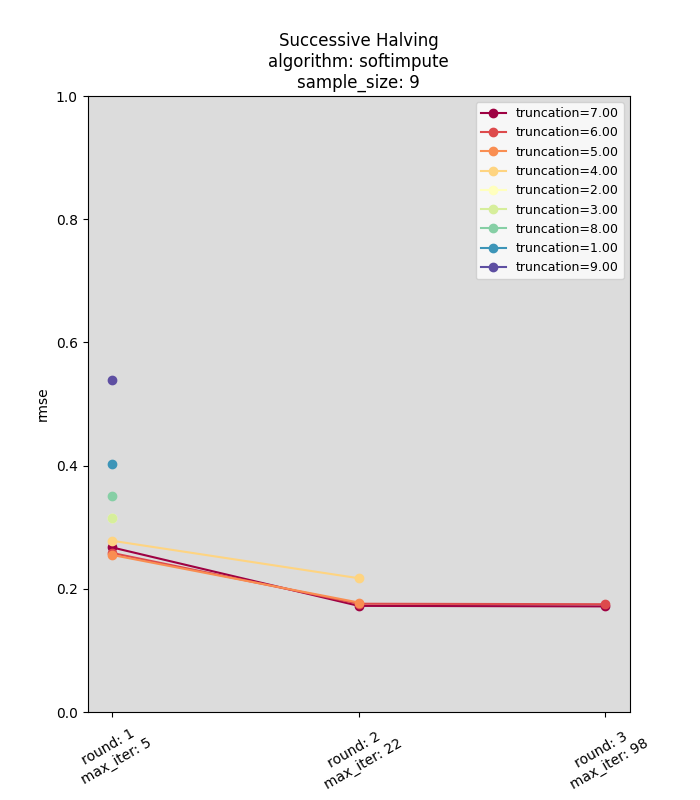 Successive Halving
algorithm: softimpute
sample_size: 9
1.0
0.8
0.6
0.4
0.2
0.0
rmse
truncation=7.00
truncation=6.00
truncation=5.00
truncation=4.00
truncation=2.00
truncation=3.00
truncation=8.00
truncation=1.00
truncation=9.00
round: 1
max_iter: 5
round: 2
max_iter: 22
round: 3
max_iter: 98